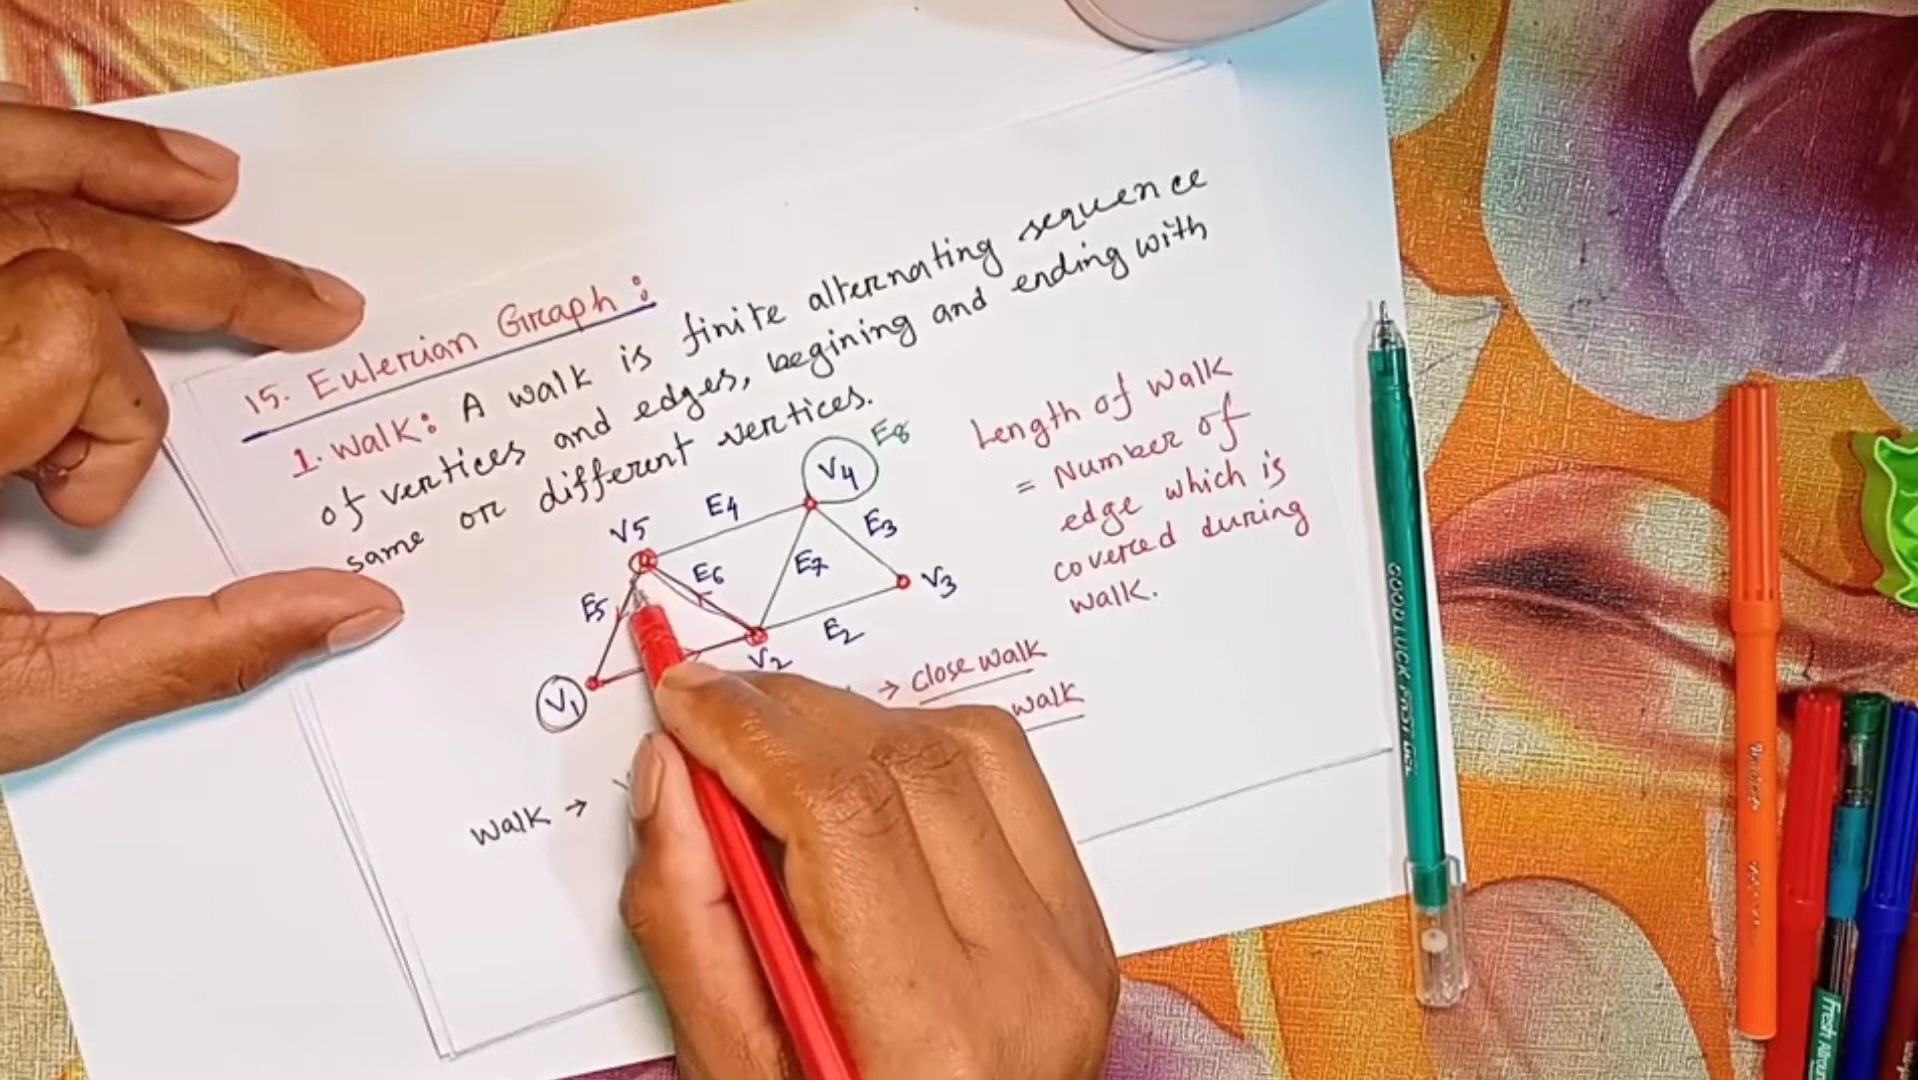 15. Eulerian Graph:
1. Walk: A walk is finite alternating sequence
of vertices and edges, begining and ending with
same or different vertices.
V4
E8
E4
E3
V5
E6
E7
V3
E5
E2
V2
V1
Length of Walk
= Number of
edge which is
covered during
walk.
→ close walk
walk
Walk →
GOOD LUCK